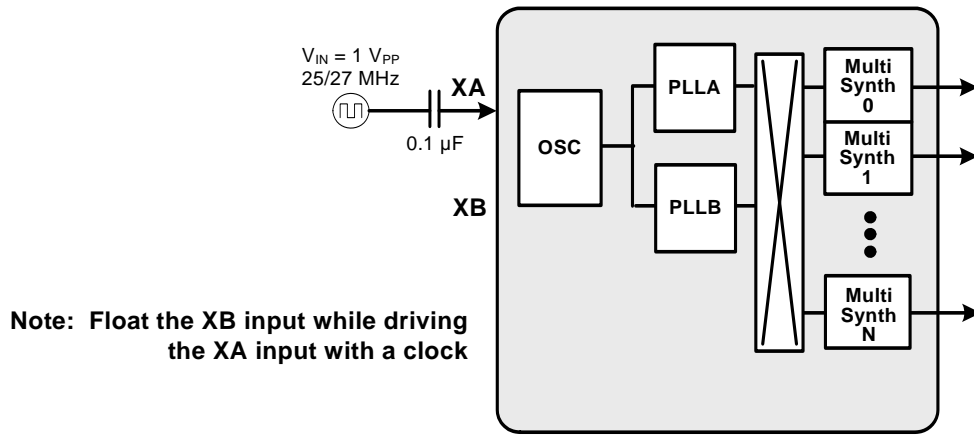 V_IN = 1 V_PP
25/27 MHz
XA
0.1 µF
XB
OSC
PLLA
PLLB
Multi
Synth
0
Multi
Synth
1
Multi
Synth
N
Note: Float the XB input while driving
the XA input with a clock